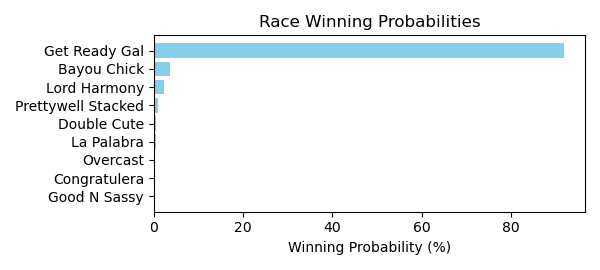 Race Winning Probabilities
Get Ready Gal
Bayou Chick
Lord Harmony
Prettywell Stacked
Double Cute
La Palabra
Overcast
Congratulera
Good N Sassy
0 20 40 60 80
Winning Probability (%)